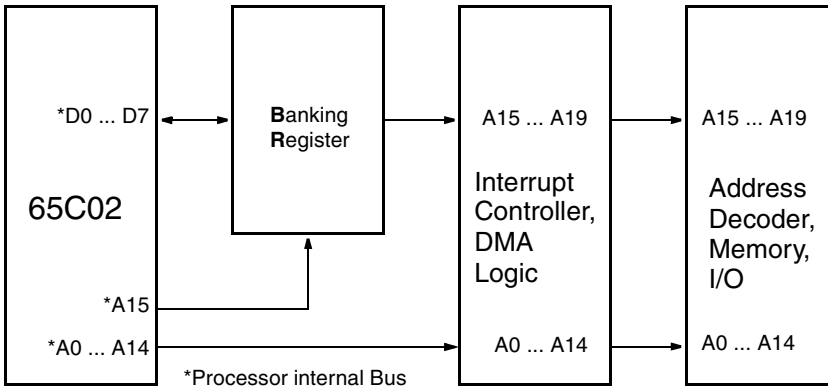 *D0 ... D7
65C02
*A15
*A0 ... A14
Banking
Register
A15 ... A19
Interrupt
Controller,
DMA
Logic
A0 ... A14
A15 ... A19
Address
Decoder,
Memory,
I/O
A0 ... A14
*Processor internal Bus